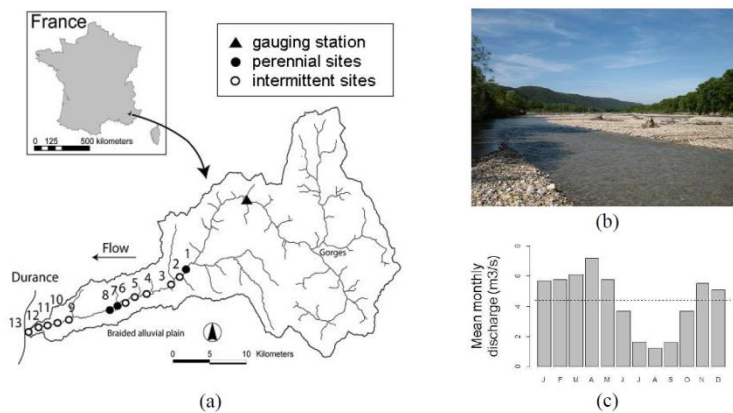 France
0 125 500 kilometers
gauging station
perennial sites
intermittent sites
Flow
Durance
Gorges
1
2
3
4
5
6
7
8
9
10
11
12
13
Braided alluvial plain
0 5 10 Kilometers
(a)
(b)
Mean monthly
discharge (m3/s)
8
6
4
2
0
J F M A M J J A S O N D
(c)